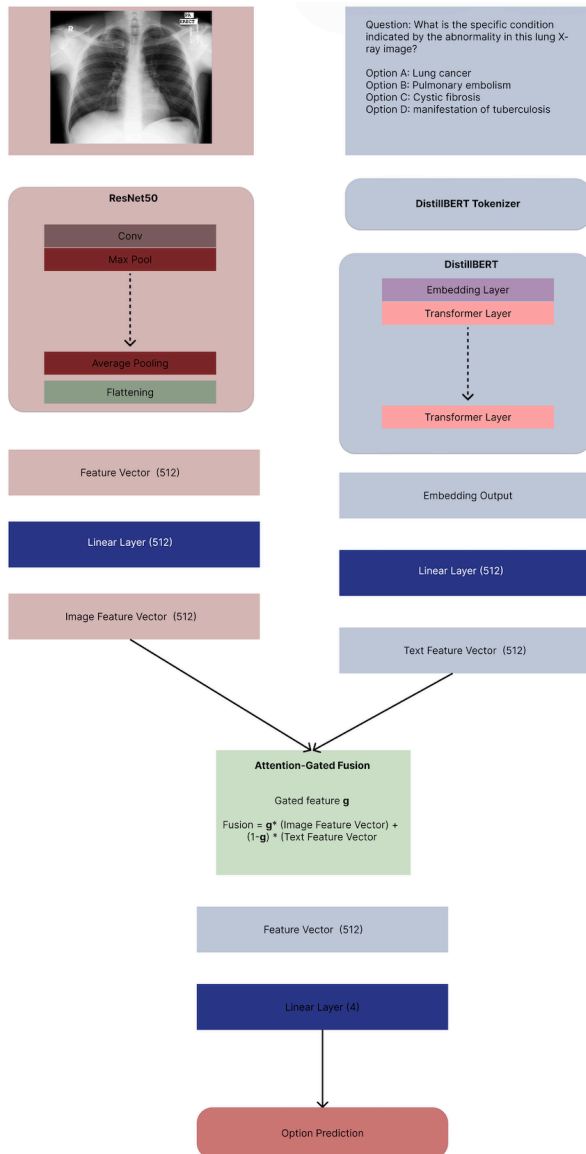 R
PA
ERECT
Question: What is the specific condition
indicated by the abnormality in this lung X-
ray image?
Option A: Lung cancer
Option B: Pulmonary embolism
Option C: Cystic fibrosis
Option D: manifestation of tuberculosis
ResNet50
Conv
Max Pool
Average Pooling
Flattening
Feature Vector (512)
Linear Layer (512)
Image Feature Vector (512)
DistillBERT Tokenizer
DistillBERT
Embedding Layer
Transformer Layer
Transformer Layer
Embedding Output
Linear Layer (512)
Text Feature Vector (512)
Attention-Gated Fusion
Gated feature g
Fusion = g* (Image Feature Vector) +
(1-g) * (Text Feature Vector
Feature Vector (512)
Linear Layer (4)
Option Prediction